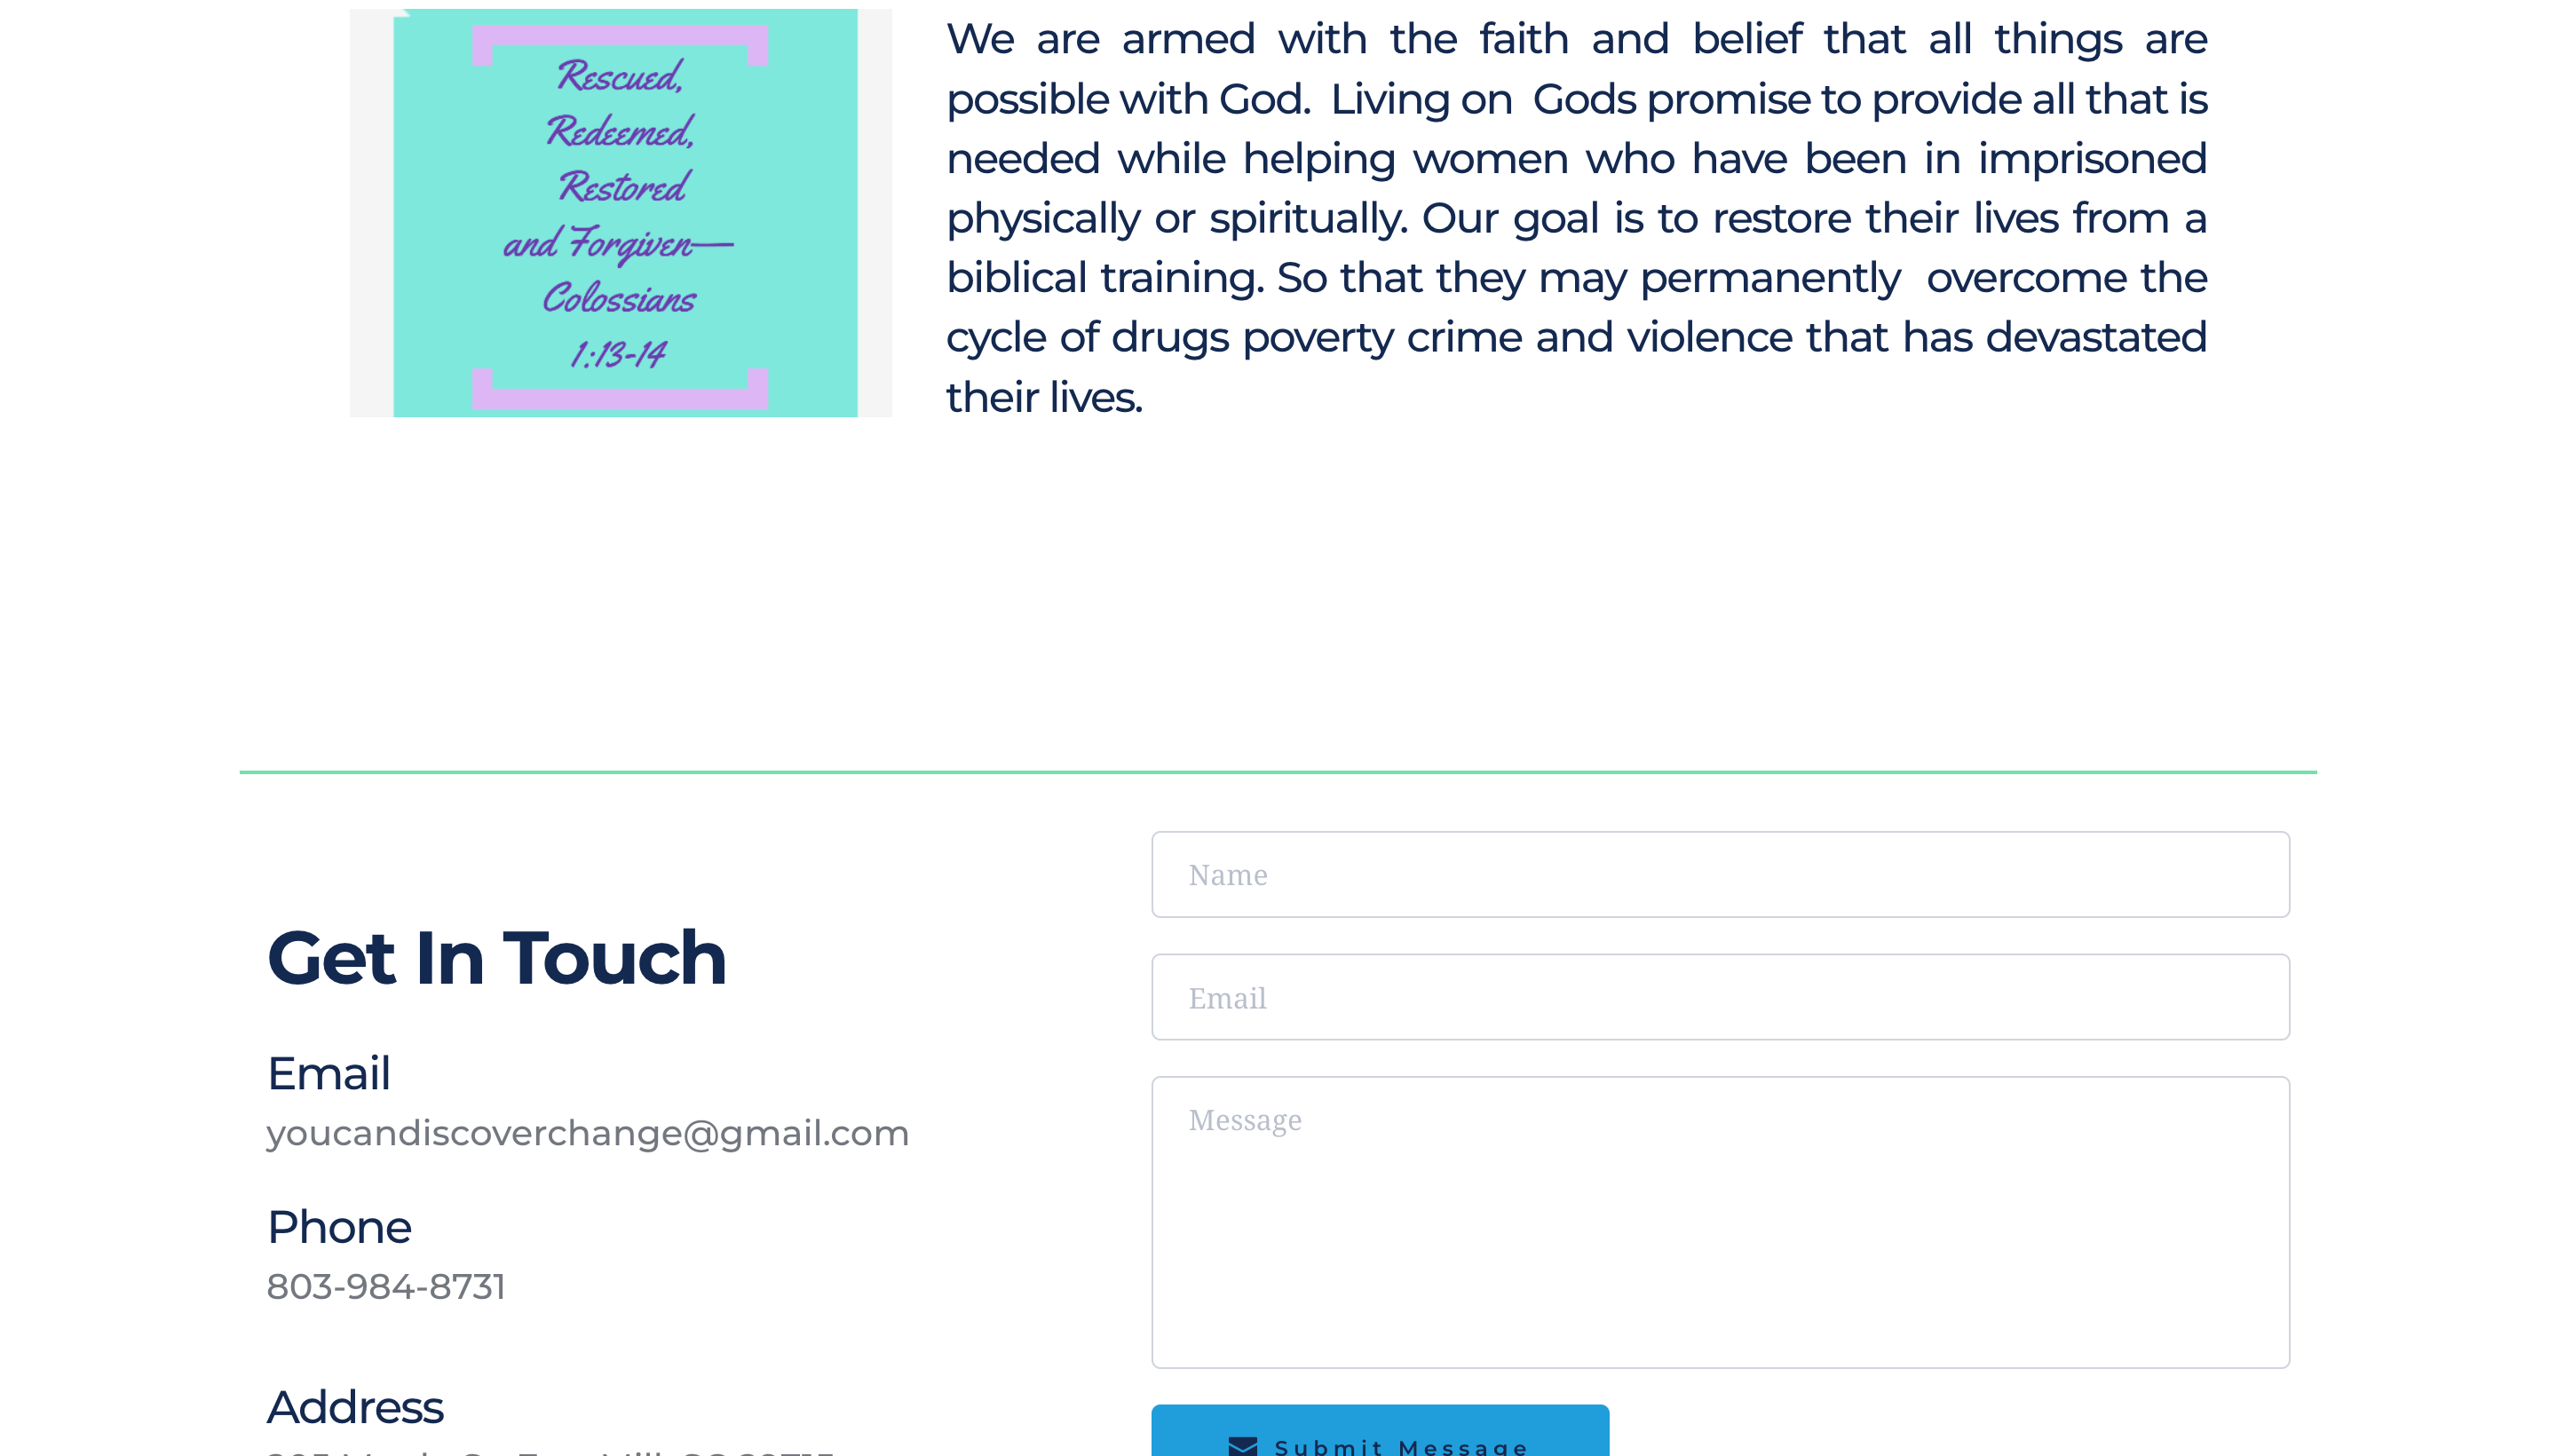 Rescued,
Redeemed,
Restored
and Forgiven—
Colossians
1:13-14
We are armed with the faith and belief that all things are
possible with God. Living on Gods promise to provide all that is
needed while helping women who have been in imprisoned
physically or spiritually. Our goal is to restore their lives from a
biblical training. So that they may permanently overcome the
cycle of drugs poverty crime and violence that has devastated
their lives.
Get In Touch
Email
youcandiscoverchange@gmail.com
Phone
803-984-8731
Address
Name
Email
Message
Submit Message